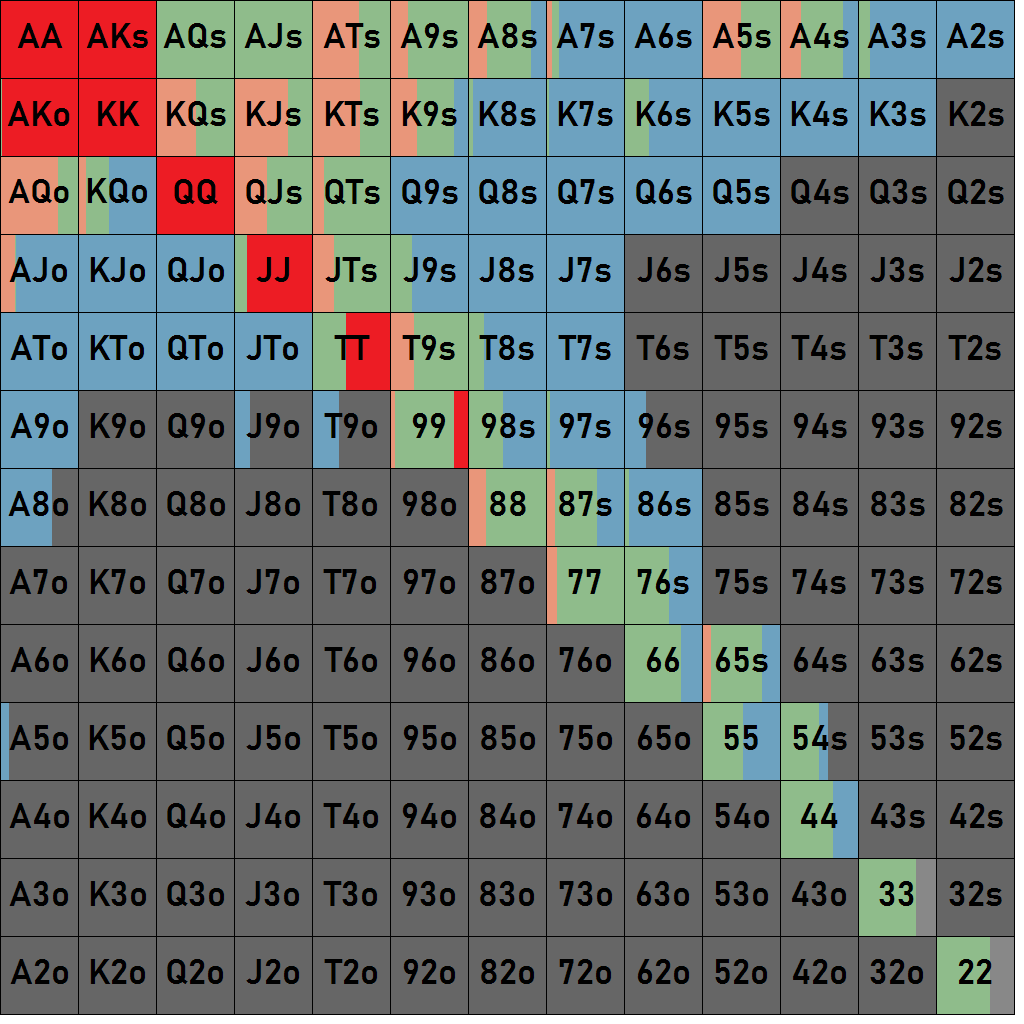 AA AKs AQs AJs ATs A9s A8s A7s A6s A5s A4s A3s A2s
AKo KK KQs KJs KTs K9s K8s K7s K6s K5s K4s K3s K2s
AQo KQo QQ QJs QTs Q9s Q8s Q7s Q6s Q5s Q4s Q3s Q2s
AJo KJo QJo JJ JTs J9s J8s J7s J6s J5s J4s J3s J2s
ATo KTo QTo JTo TT T9s T8s T7s T6s T5s T4s T3s T2s
A9o K9o Q9o J9o T9o 99 98s 97s 96s 95s 94s 93s 92s
A8o K8o Q8o J8o T8o 98o 88 87s 86s 85s 84s 83s 82s
A7o K7o Q7o J7o T7o 97o 87o 77 76s 75s 74s 73s 72s
A6o K6o Q6o J6o T6o 96o 86o 76o 66 65s 64s 63s 62s
A5o K5o Q5o J5o T5o 95o 85o 75o 65o 55 54s 53s 52s
A4o K4o Q4o J4o T4o 94o 84o 74o 64o 54o 44 43s 42s
A3o K3o Q3o J3o T3o 93o 83o 73o 63o 53o 43o 33 32s
A2o K2o Q2o J2o T2o 92o 82o 72o 62o 52o 42o 32o 22